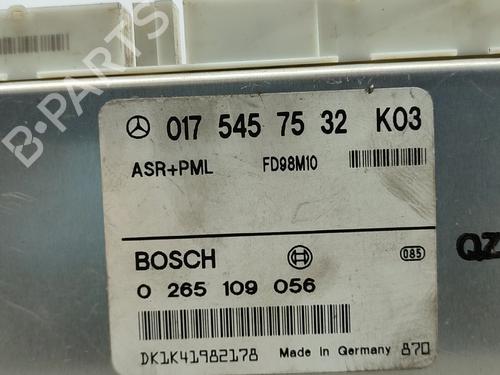 017 545 75 32 K03
ASR+PML FD98M10
BOSCH 085
0 265 109 056
QZ
DK1K41982178 Made in Germany 870
B-PARTS